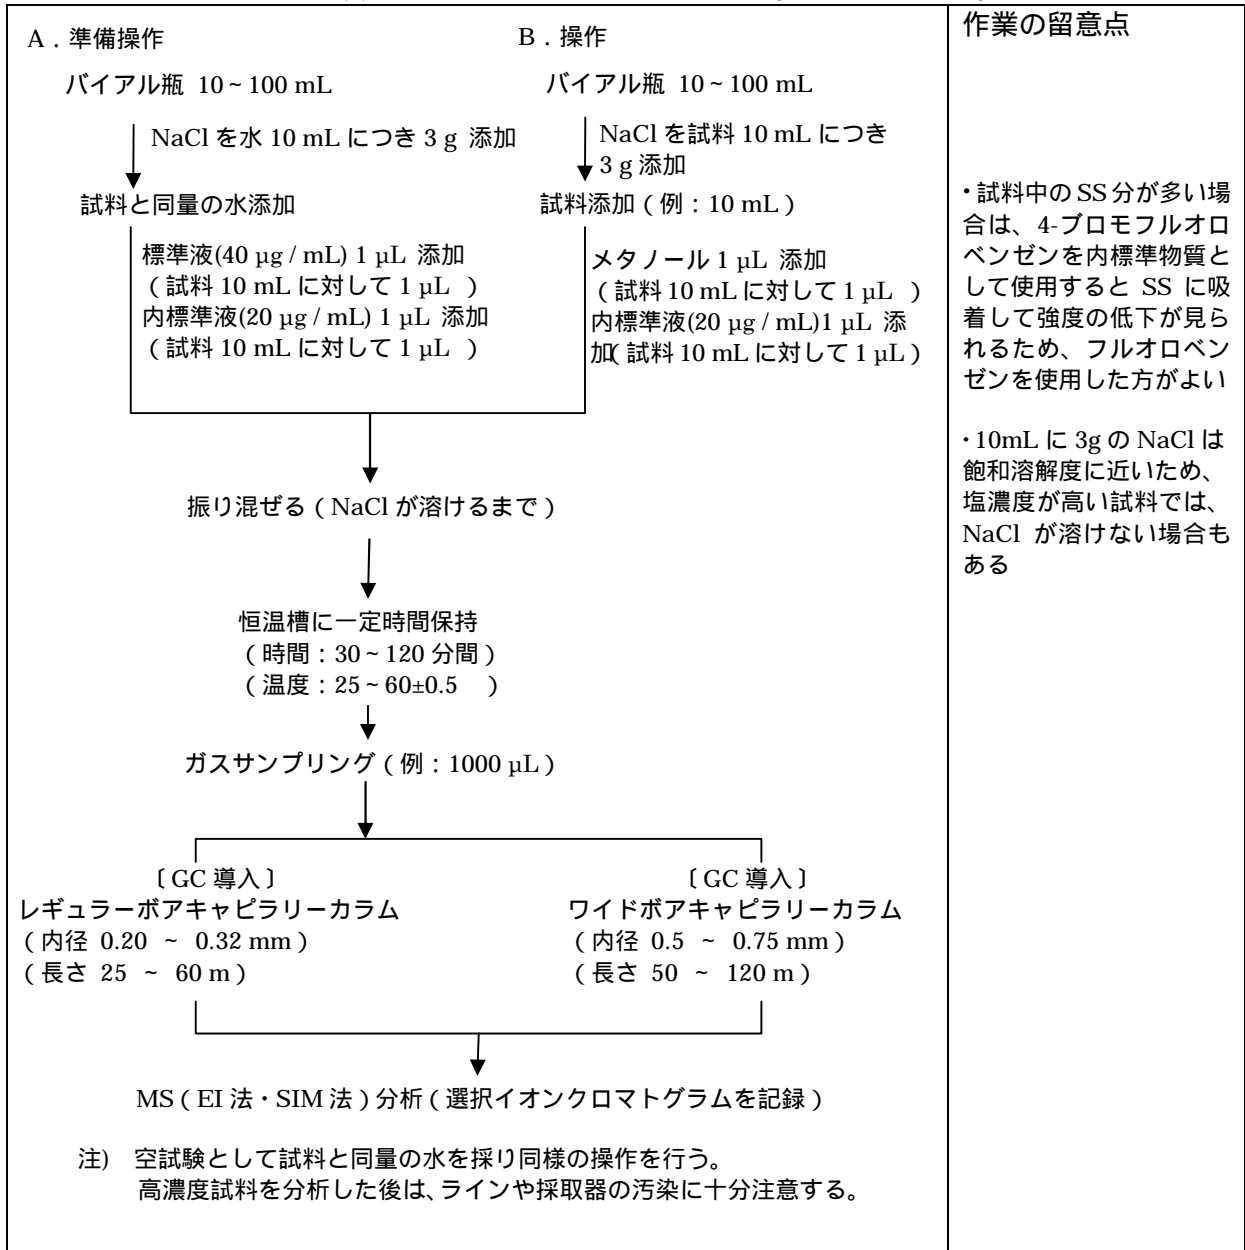 A．準備操作
バイアル瓶 10~100 mL
NaCl を水 10 mL につき 3 g 添加
試料と同量の水添加
標準液(40 µg / mL) 1 µL 添加
（試料 10 mL に対して 1 µL ）
内標準液(20 µg / mL) 1 µL 添加
（試料 10 mL に対して 1 µL ）
B．操作
バイアル瓶 10~100 mL
NaCl を試料 10 mL につき
3 g 添加
試料添加（例：10 mL）
メタノール 1 µL 添加
（試料 10 mL に対して 1 µL ）
内標準液(20 µg / mL)1 µL 添
加（試料 10 mL に対して 1 µL）
振り混ぜる（NaCl が溶けるまで）
恒温槽に一定時間保持
（時間：30~120 分間）
（温度：25~60±0.5　）
ガスサンプリング（例：1000 µL）
〔GC 導入〕
レギュラーボアキャピラリーカラム
（内径 0.20 ~ 0.32 mm）
（長さ 25 ~ 60 m）
〔GC 導入〕
ワイドボアキャピラリーカラム
（内径 0.5 ~ 0.75 mm）
（長さ 50 ~ 120 m）
MS（EI 法・SIM 法）分析（選択イオンクロマトグラムを記録）
注)　空試験として試料と同量の水を採り同様の操作を行う。
高濃度試料を分析した後は、ラインや採取器の汚染に十分注意する。
作業の留意点
・試料中の SS 分が多い場
合は、4-ブロモフルオロ
ベンゼンを内標準物質と
して使用すると SS に吸
着して強度の低下が見ら
れるため、フルオロベン
ゼンを使用した方がよい
・10mL に 3g の NaCl は
飽和溶解度に近いため、
塩濃度が高い試料では、
NaCl が溶けない場合も
ある